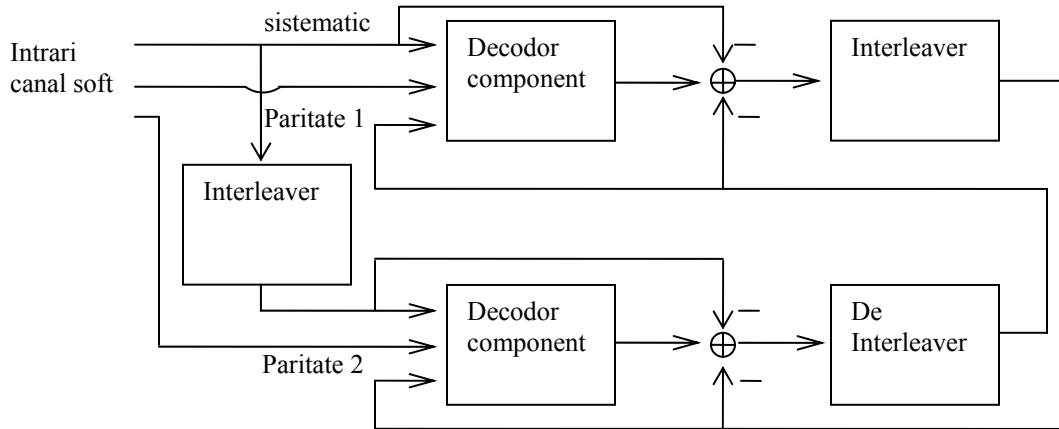 sistematic
Intrari
canal soft
Decodor
component
Interleaver
Paritate 1
Interleaver
Decodor
component
De
Interleaver
Paritate 2